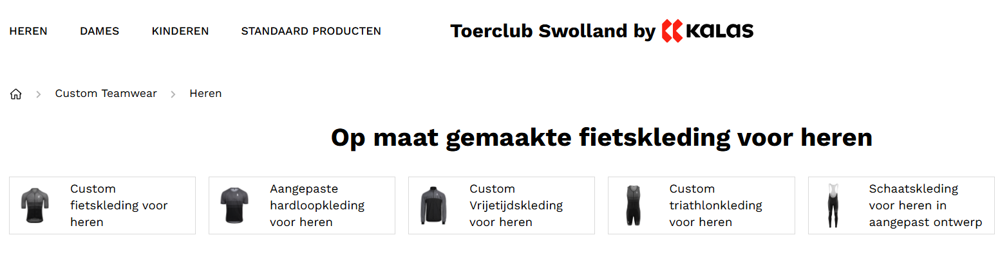 HEREN DAMES KINDEREN STANDAARD PRODUCTEN Toerclub Swolland by KALAS
Custom Teamwear Heren
Op maat gemaakte fietskleding voor heren
Custom
fietskleding voor
heren
Aangepaste
hardloopkleding
voor heren
Custom
Vrijetijdskleding
voor heren
Custom
triathlonkleding
voor heren
Schaatskleding
voor heren in
aangepast ontwerp